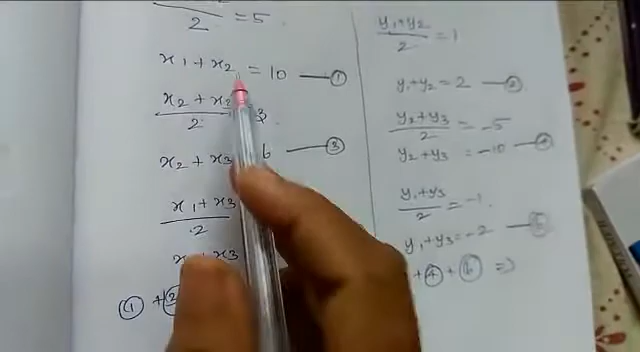 /2 = 5
x₁ + x₂ = 10 — ①
x₂ + x₃ / 2 3
x₂ + x₃ 6 — ③
x₁ + x₃ / 2
x₃
① +
y₁+y₂ / 2 = 1
y₁+y₂ = 2 — ②
y₂+y₃ / 2 = -5
y₂+y₃ = -10 — ④
y₁+y₃ / 2 = -1.
y₁+y₃ = -2 — ⑥
+ ④ + ⑥ ⇒